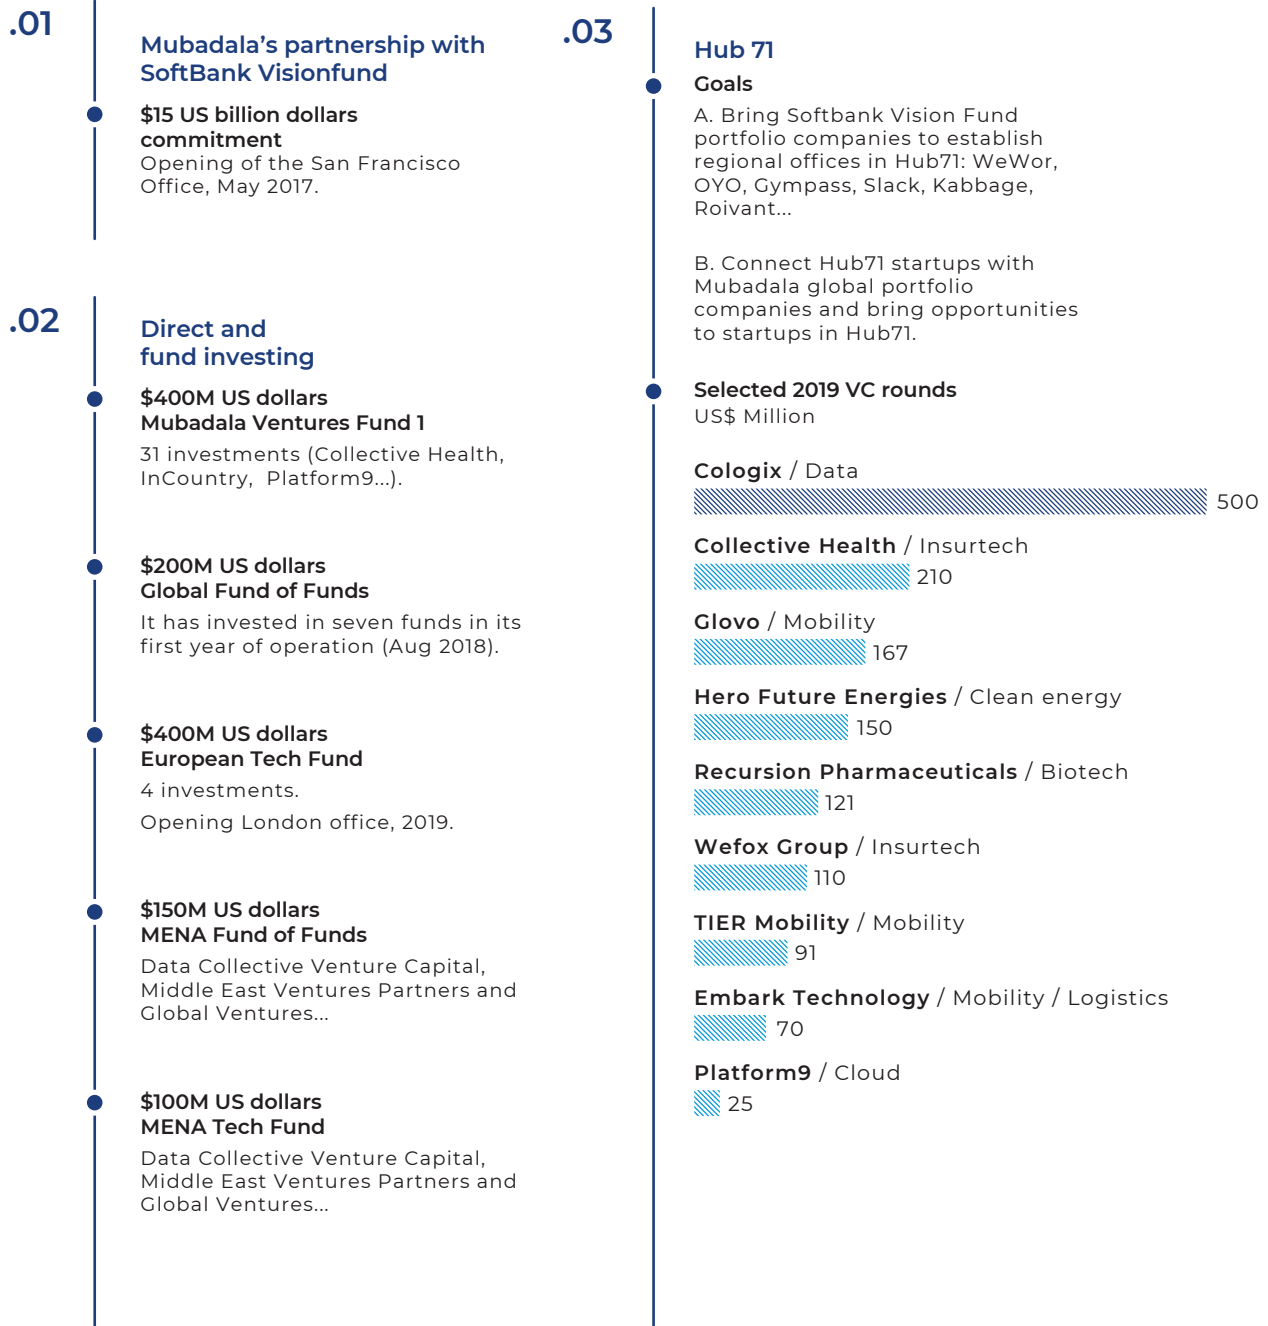 .01
Mubadala’s partnership with
SoftBank Visionfund
$15 US billion dollars
commitment
Opening of the San Francisco
Office, May 2017.
.02
Direct and
fund investing
$400M US dollars
Mubadala Ventures Fund 1
31 investments (Collective Health,
InCountry, Platform9...).
$200M US dollars
Global Fund of Funds
It has invested in seven funds in its
first year of operation (Aug 2018).
$400M US dollars
European Tech Fund
4 investments.
Opening London office, 2019.
$150M US dollars
MENA Fund of Funds
Data Collective Venture Capital,
Middle East Ventures Partners and
Global Ventures...
$100M US dollars
MENA Tech Fund
Data Collective Venture Capital,
Middle East Ventures Partners and
Global Ventures...
.03
Hub 71
Goals
A. Bring Softbank Vision Fund
portfolio companies to establish
regional offices in Hub71: WeWor,
OYO, Gympass, Slack, Kabbage,
Roivant...
B. Connect Hub71 startups with
Mubadala global portfolio
companies and bring opportunities
to startups in Hub71.
Selected 2019 VC rounds
US$ Million
Cologix / Data
500
Collective Health / Insurtech
210
Glovo / Mobility
167
Hero Future Energies / Clean energy
150
Recursion Pharmaceuticals / Biotech
121
Wefox Group / Insurtech
110
TIER Mobility / Mobility
91
Embark Technology / Mobility / Logistics
70
Platform9 / Cloud
25